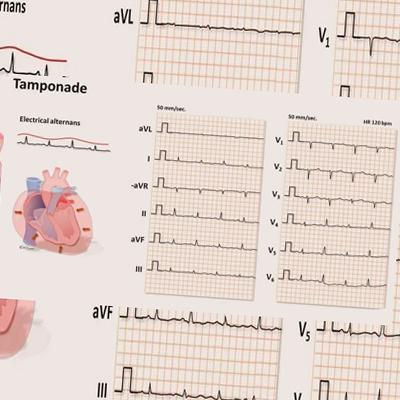 rnans
aVL
V1
Tamponade
Electrical alternans
50 mm/sec.
50 mm/sec.
HR 120 bpm
aVL
I
-aVR
II
aVF
III
V1
V2
V3
V4
V5
V6
aVF
V5
III
V